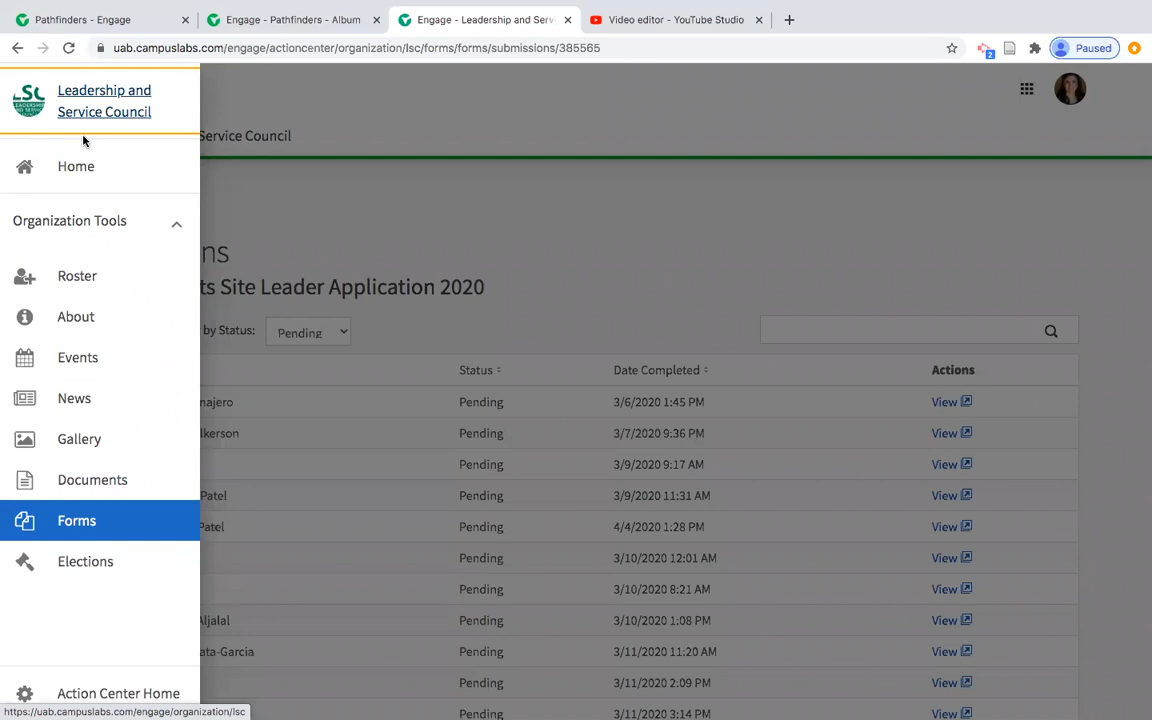 Pathfinders - Engage
Engage - Pathfinders - Album
Engage - Leadership and Serv
Video editor - YouTube Studio
uab.campuslabs.com/engage/actioncenter/organization/lsc/forms/forms/submissions/385565
2
Paused
LSC
LEADERSHIP
AND SERVICE
COUNCIL
Leadership and
Service Council
Service Council
Home
Organization Tools
Roster
About
Events
News
Gallery
Documents
Forms
Elections
Action Center Home
ns
ts Site Leader Application 2020
by Status:
Pending
Status
Date Completed
Actions
najero Pending 3/6/2020 1:45 PM View
lkerson Pending 3/7/2020 9:36 PM View
Pending 3/9/2020 9:17 AM View
Patel Pending 3/9/2020 11:31 AM View
Patel Pending 4/4/2020 1:28 PM View
Pending 3/10/2020 12:01 AM View
Pending 3/10/2020 8:21 AM View
Aljalal Pending 3/10/2020 1:08 PM View
ata-Garcia Pending 3/11/2020 11:20 AM View
Pending 3/11/2020 2:09 PM View
Pending 3/11/2020 3:14 PM View
https://uab.campuslabs.com/engage/organization/lsc